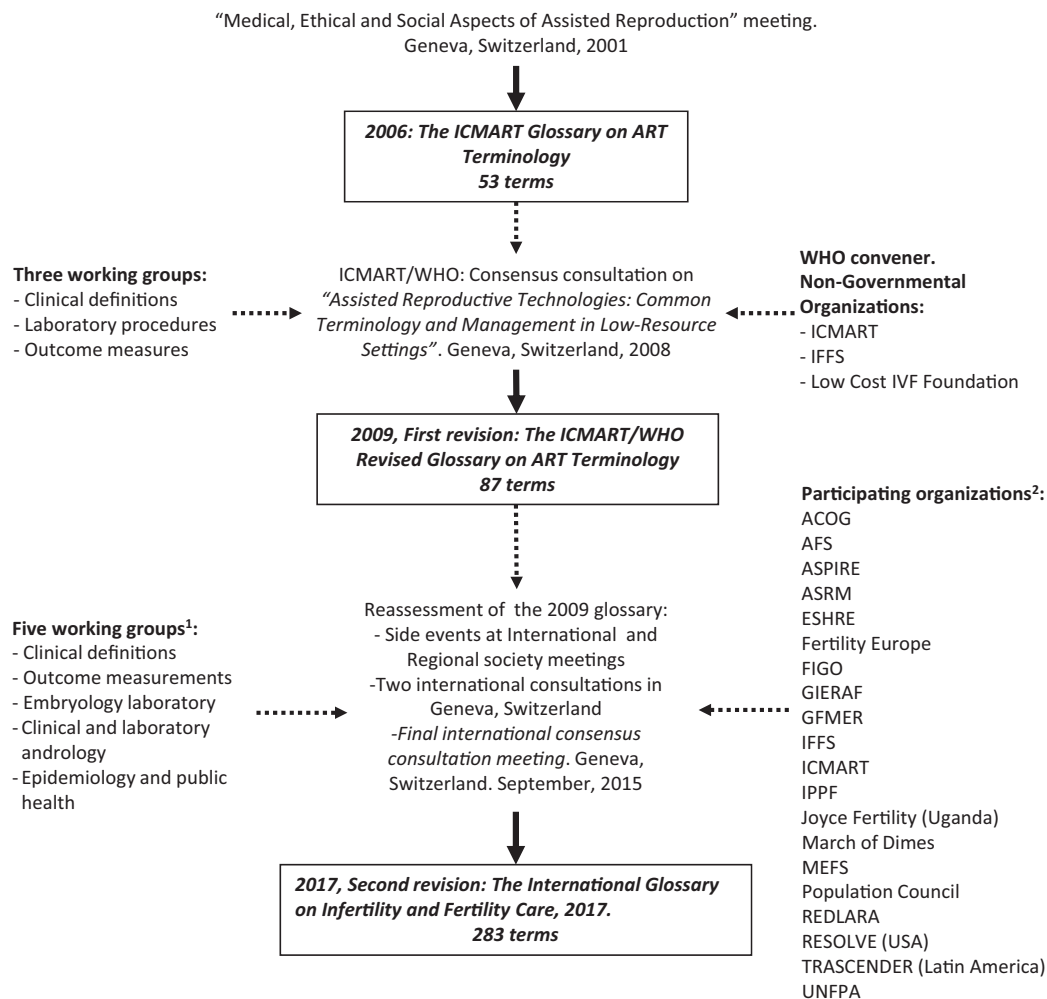 “Medical, Ethical and Social Aspects of Assisted Reproduction” meeting.
Geneva, Switzerland, 2001
2006: The ICMART Glossary on ART
Terminology
53 terms
Three working groups:
- Clinical definitions
- Laboratory procedures
- Outcome measures
ICMART/WHO: Consensus consultation on
“Assisted Reproductive Technologies: Common
Terminology and Management in Low-Resource
Settings”. Geneva, Switzerland, 2008
WHO convener.
Non-Governmental
Organizations:
- ICMART
- IFFS
- Low Cost IVF Foundation
2009, First revision: The ICMART/WHO
Revised Glossary on ART Terminology
87 terms
Five working groups1:
- Clinical definitions
- Outcome measurements
- Embryology laboratory
- Clinical and laboratory
andrology
- Epidemiology and public
health
Reassessment of the 2009 glossary:
- Side events at International and
Regional society meetings
-Two international consultations in
Geneva, Switzerland
-Final international consensus
consultation meeting. Geneva,
Switzerland. September, 2015
Participating organizations2:
ACOG
AFS
ASPIRE
ASRM
ESHRE
Fertility Europe
FIGO
GIERAF
GFMER
IFFS
ICMART
IPPF
Joyce Fertility (Uganda)
March of Dimes
MEFS
Population Council
REDLARA
RESOLVE (USA)
TRASCENDER (Latin America)
UNFPA
2017, Second revision: The International Glossary
on Infertility and Fertility Care, 2017.
283 terms